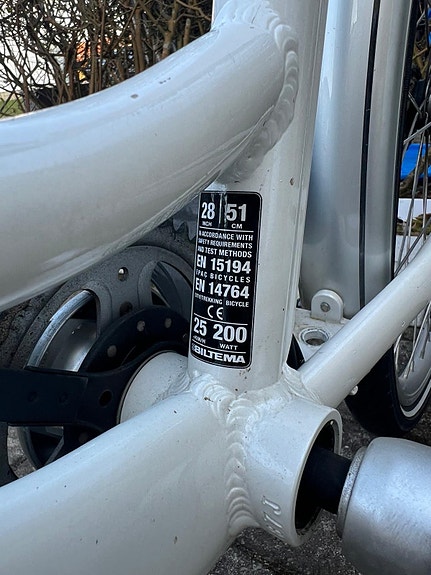 28 51
INCH CM
IN ACCORDANCE WITH
SAFETY REQUIREMENTS
AND TEST METHODS
EN 15194
EPAC BICYCLES
EN 14764
CITY/TREKKING BICYCLE
CE
25 200
KM/H WATT
BILTEMA